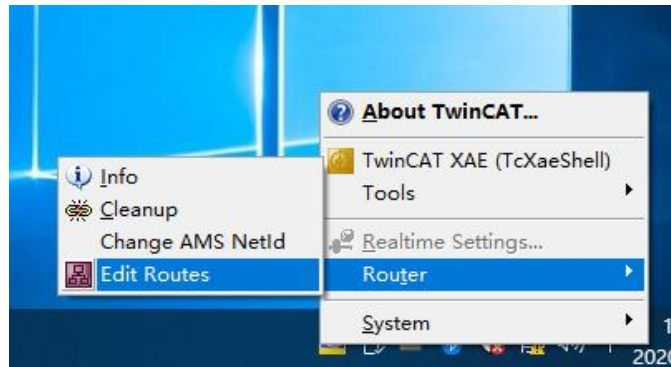 About TwinCAT...
TwinCAT XAE (TcXaeShell)
Tools
Realtime Settings...
Router
System
Info
Cleanup
Change AMS NetId
Edit Routes